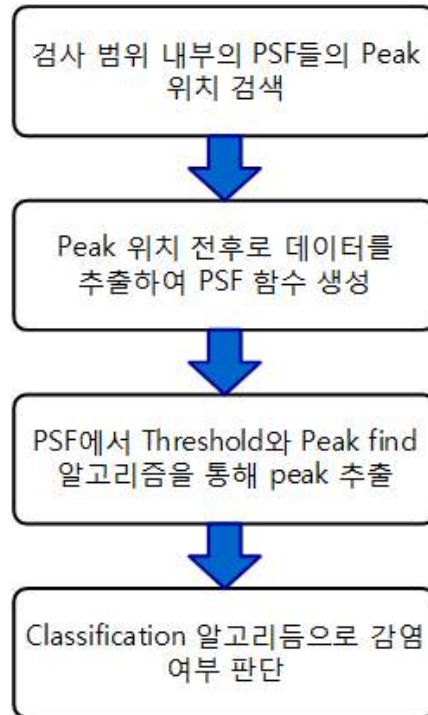 검사 범위 내부의 PSF들의 Peak
위치 검색
Peak 위치 전후로 데이터를
추출하여 PSF 함수 생성
PSF에서 Threshold와 Peak find
알고리즘을 통해 peak 추출
Classification 알고리듬으로 감염
여부 판단